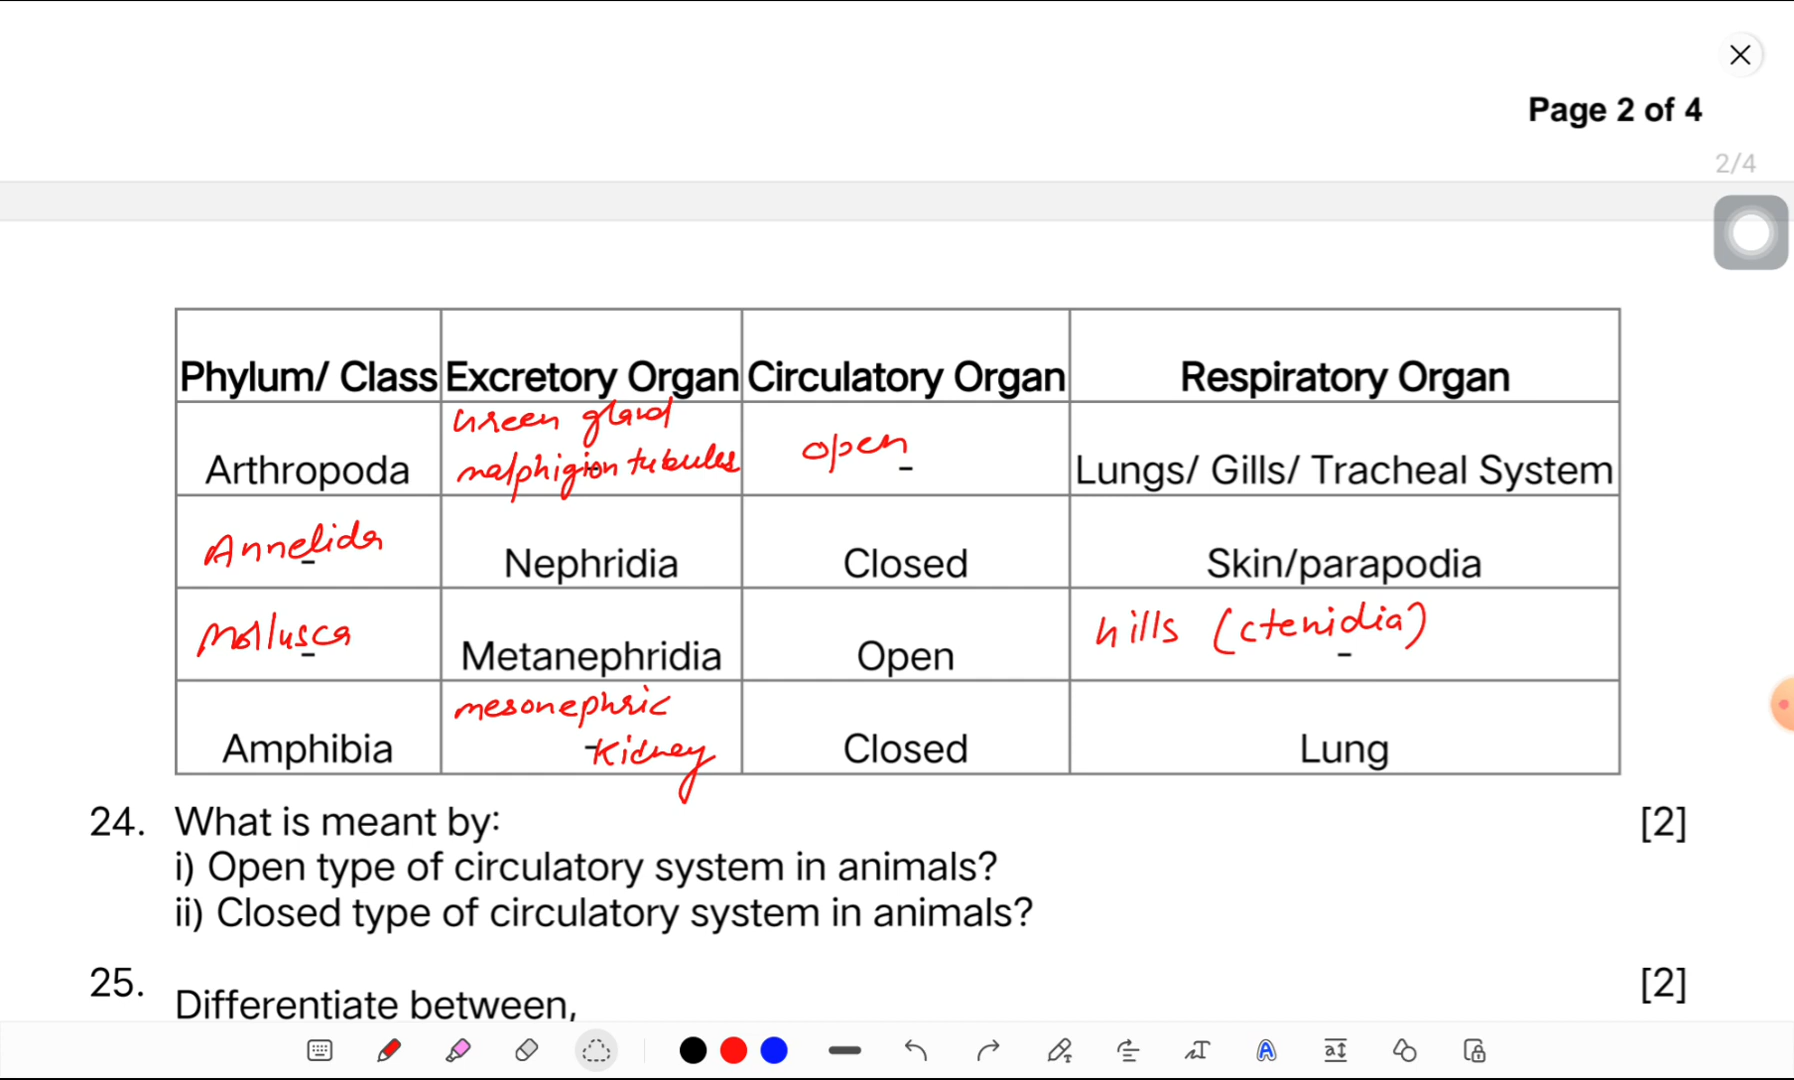 Page 2 of 4
2/4
Phylum/ Class Excretory Organ Circulatory Organ Respiratory Organ
Arthropoda Green gland malphigion tubules open Lungs/ Gills/ Tracheal System
Annelida Nephridia Closed Skin/parapodia
Mollusca Metanephridia Open Gills (ctenidia)
Amphibia mesonephric kidney Closed Lung
24. What is meant by: [2]
i) Open type of circulatory system in animals?
ii) Closed type of circulatory system in animals?
25. Differentiate between, [2]